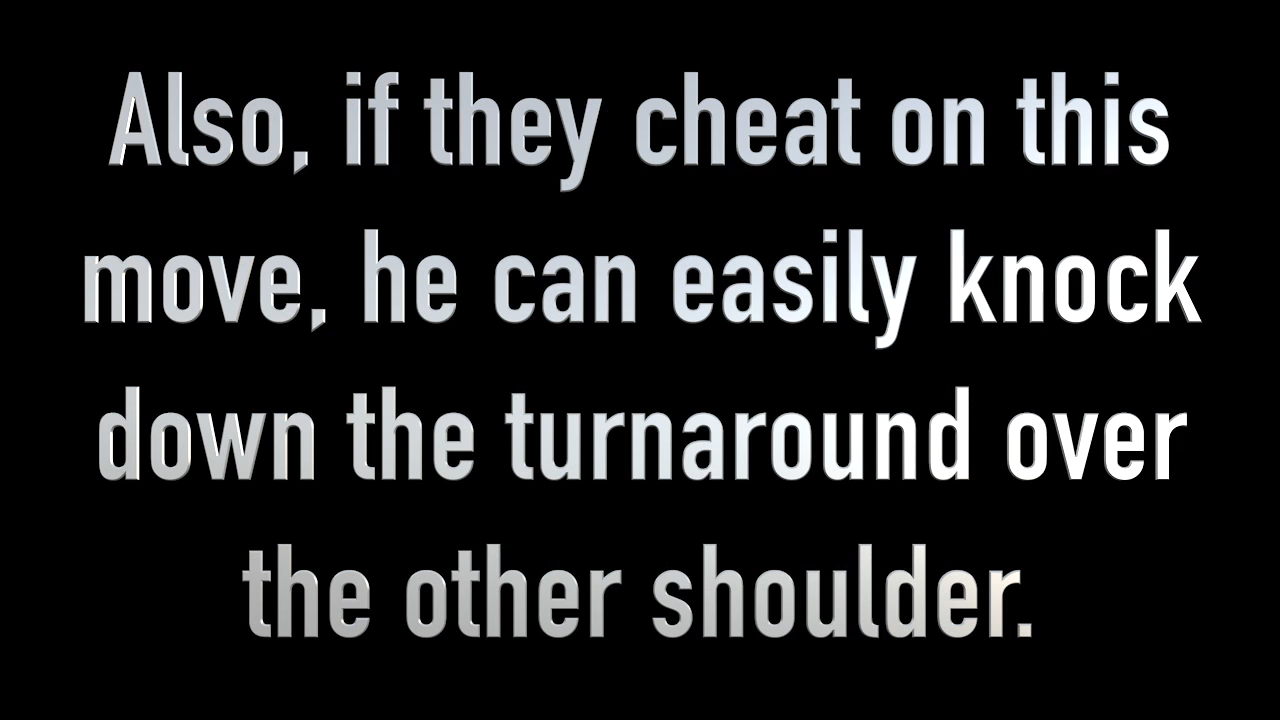 Also, if they cheat on this
move, he can easily knock
down the turnaround over
the other shoulder.